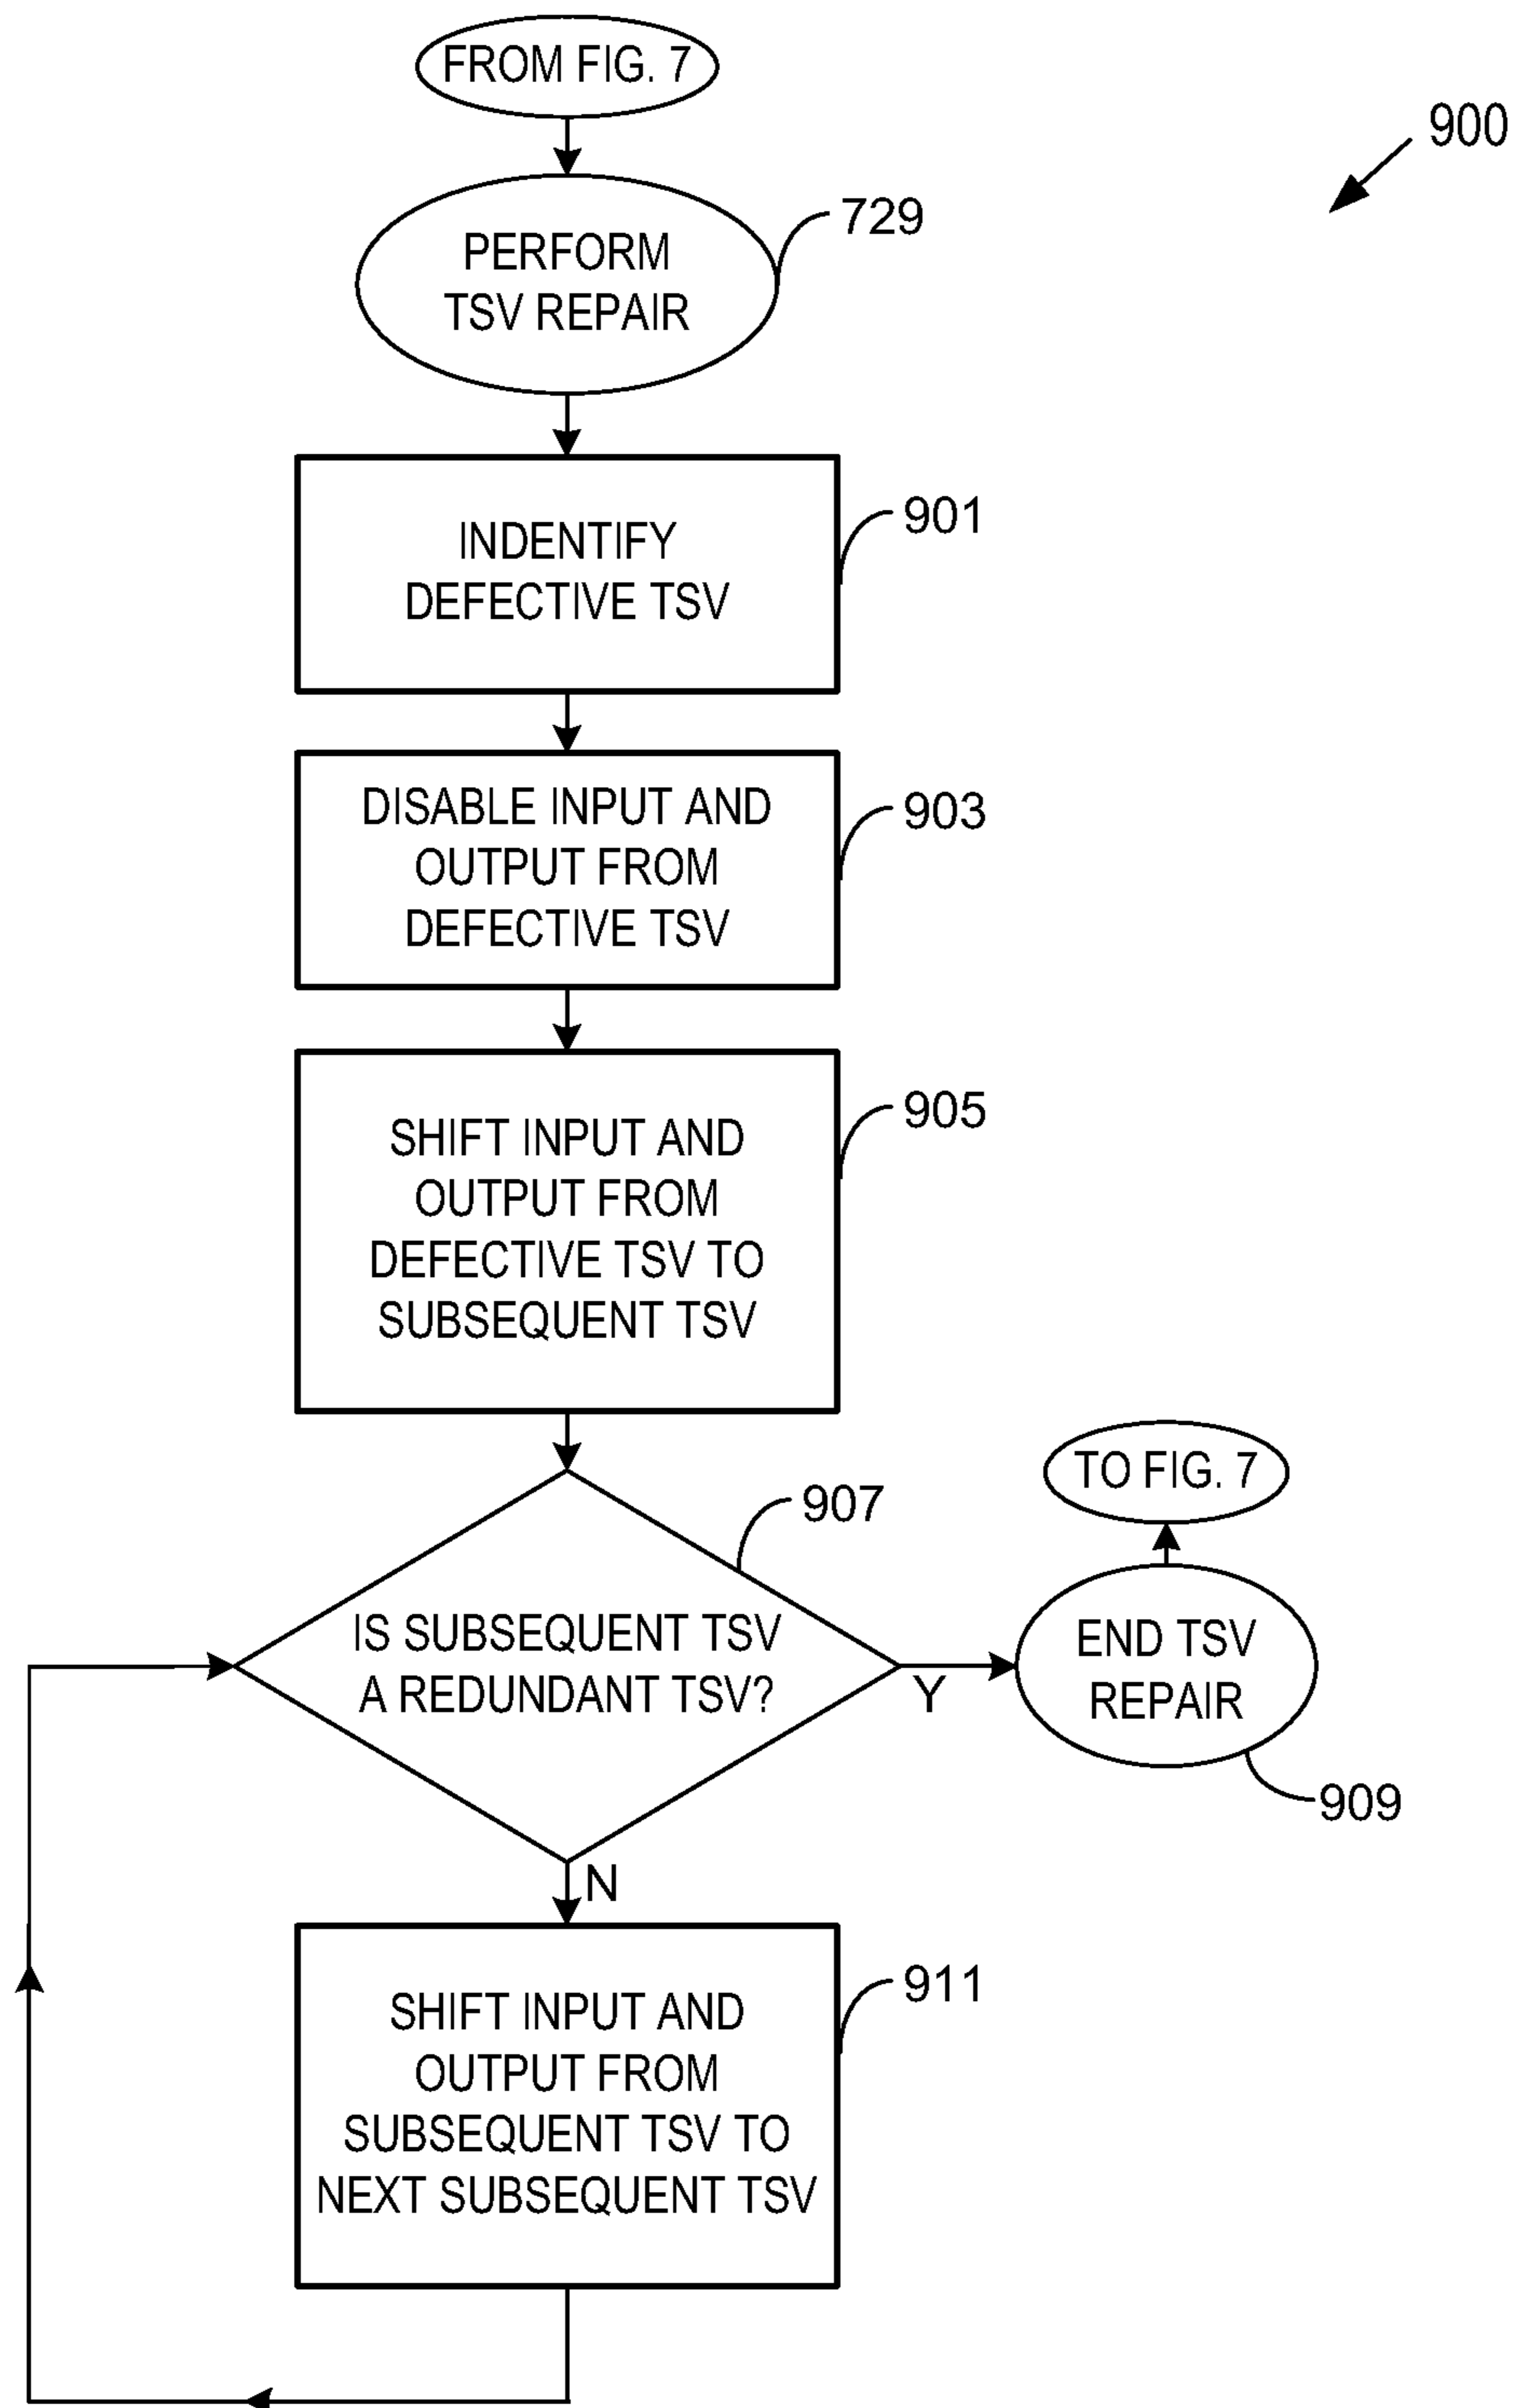 FROM FIG. 7
900
PERFORM
TSV REPAIR
729
INDENTIFY
DEFECTIVE TSV
901
DISABLE INPUT AND
OUTPUT FROM
DEFECTIVE TSV
903
SHIFT INPUT AND
OUTPUT FROM
DEFECTIVE TSV TO
SUBSEQUENT TSV
905
IS SUBSEQUENT TSV
A REDUNDANT TSV?
907
Y
N
TO FIG. 7
END TSV
REPAIR
909
SHIFT INPUT AND
OUTPUT FROM
SUBSEQUENT TSV TO
NEXT SUBSEQUENT TSV
911